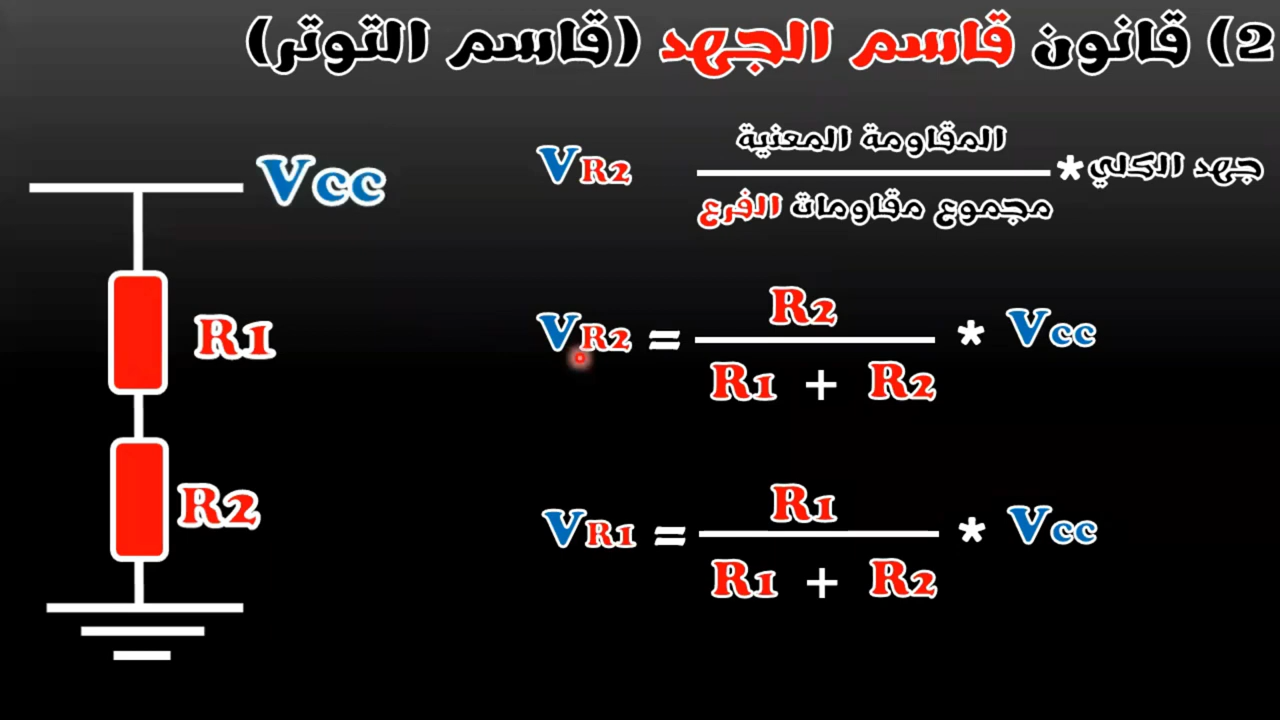 2) قانون قاسم الجهد (قاسم التوتر)
Vcc
R1
R2
VR2 المقاومة المعنية * جهد الكلي
مجموع مقاومات الفرع
VR2 = R2 * Vcc
R1 + R2
VR1 = R1 * Vcc
R1 + R2